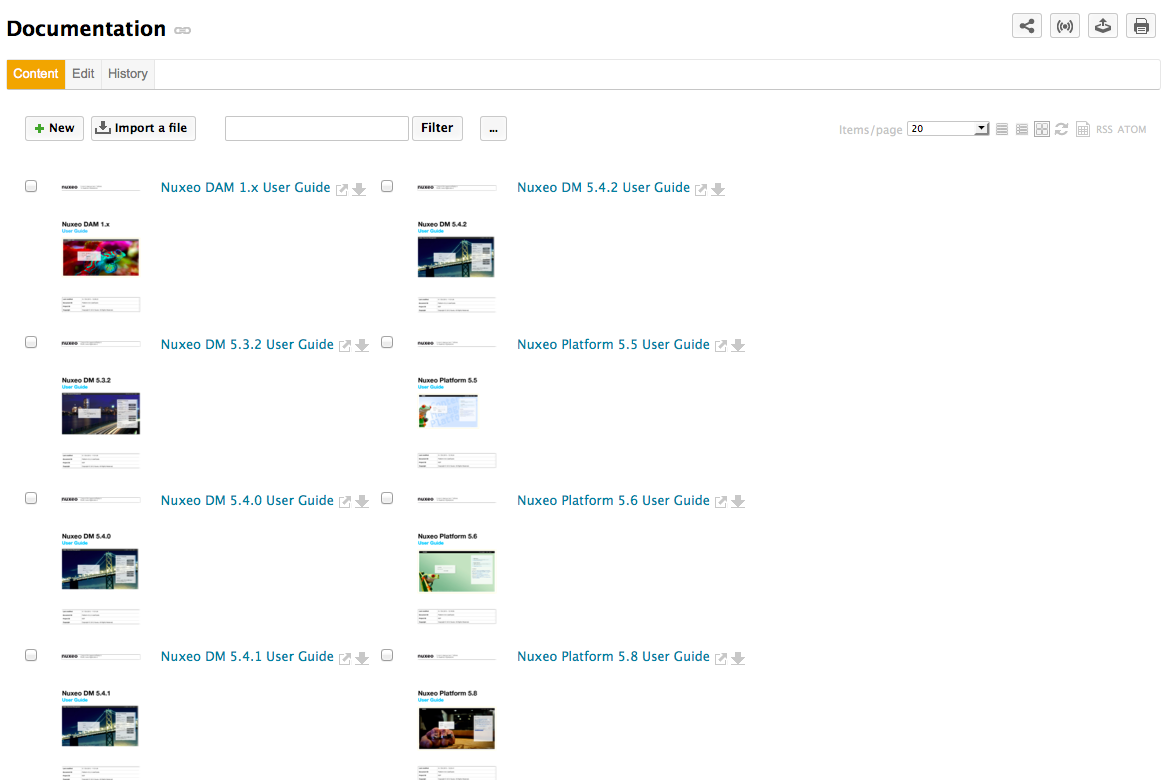 Documentation
Content Edit History
New Import a file Filter ... Items/page 20 RSS ATOM
nuxeo Nuxeo DAM 1.x User Guide nuxeo Nuxeo DM 5.4.2 User Guide
Nuxeo DAM 1.x Nuxeo DM 5.4.2
User Guide User Guide
nuxeo Nuxeo DM 5.3.2 User Guide nuxeo Nuxeo Platform 5.5 User Guide
Nuxeo DM 5.3.2 Nuxeo Platform 5.5
User Guide User Guide
nuxeo Nuxeo DM 5.4.0 User Guide nuxeo Nuxeo Platform 5.6 User Guide
Nuxeo DM 5.4.0 Nuxeo Platform 5.6
User Guide User Guide
nuxeo Nuxeo DM 5.4.1 User Guide nuxeo Nuxeo Platform 5.8 User Guide
Nuxeo DM 5.4.1 Nuxeo Platform 5.8
User Guide User Guide